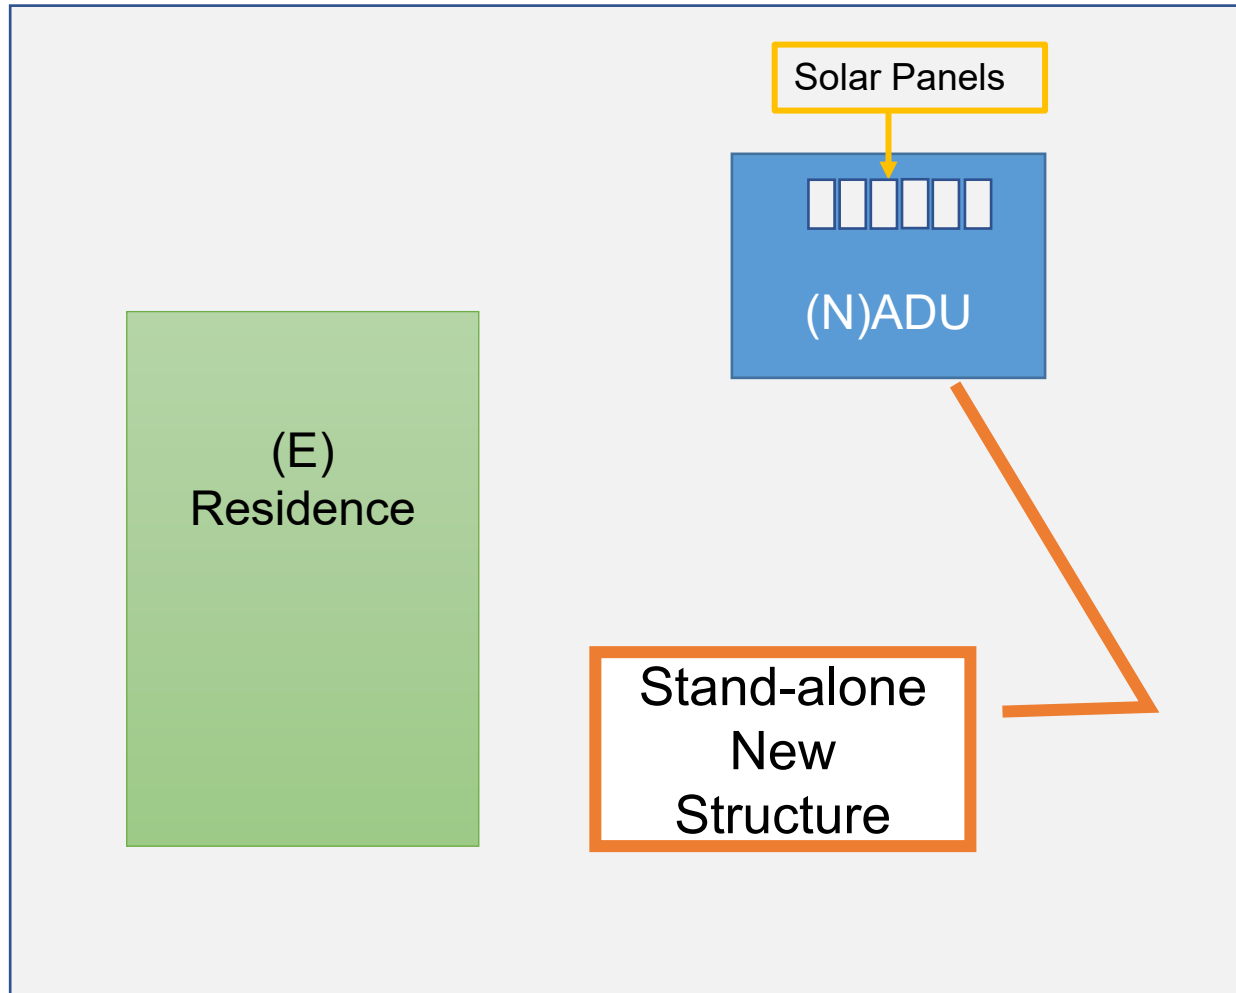 Solar Panels
(N)ADU
(E)
Residence
Stand-alone
New
Structure